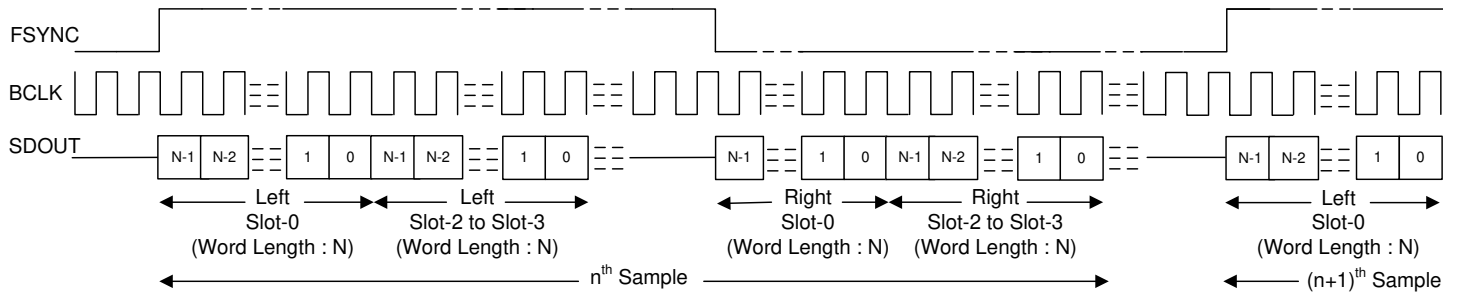 FSYNC
BCLK
SDOUT
N-1 N-2 1 0 N-1 N-2 1 0 N-1 1 0 N-1 N-2 1 0 N-1 N-2 1 0
Left
Slot-0
(Word Length : N)
Left
Slot-2 to Slot-3
(Word Length : N)
Right
Slot-0
(Word Length : N)
Right
Slot-2 to Slot-3
(Word Length : N)
Left
Slot-0
(Word Length : N)
nth Sample
(n+1)th Sample